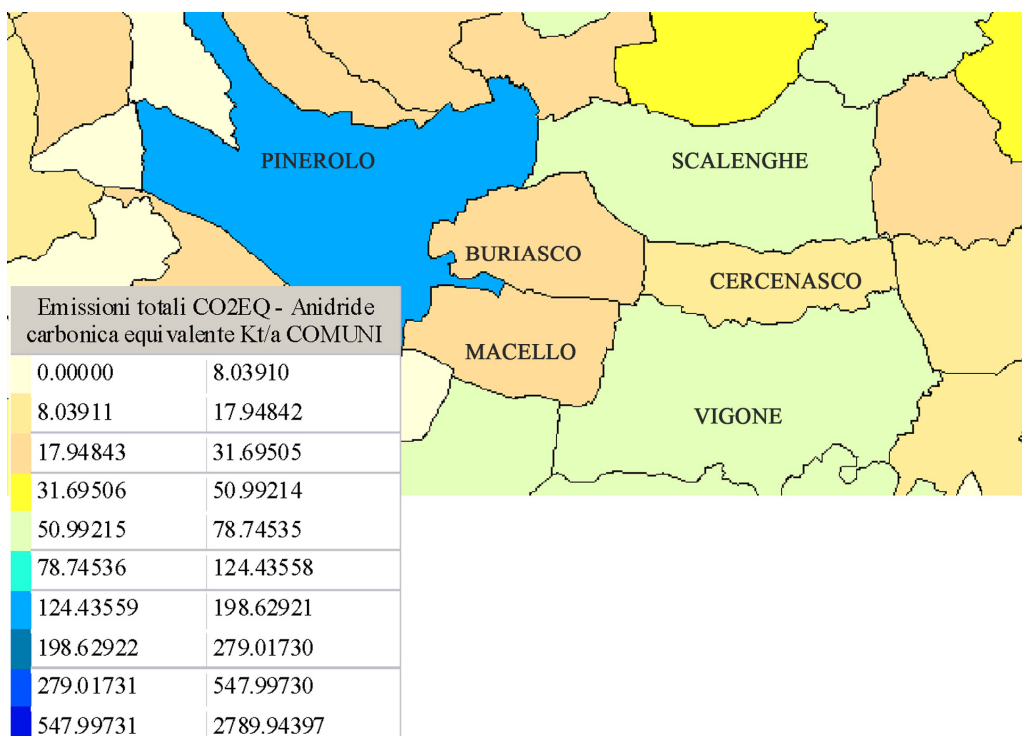 PINEROLO
SCALENGHE
BURIASCO
CERCENASCO
MACELLO
VIGONE
Emissioni totali CO2EQ - Anidride
carbonica equivalente Kt/a COMUNI
0.00000 8.03910
8.03911 17.94842
17.94843 31.69505
31.69506 50.99214
50.99215 78.74535
78.74536 124.43558
124.43559 198.62921
198.62922 279.01730
279.01731 547.99730
547.99731 2789.94397